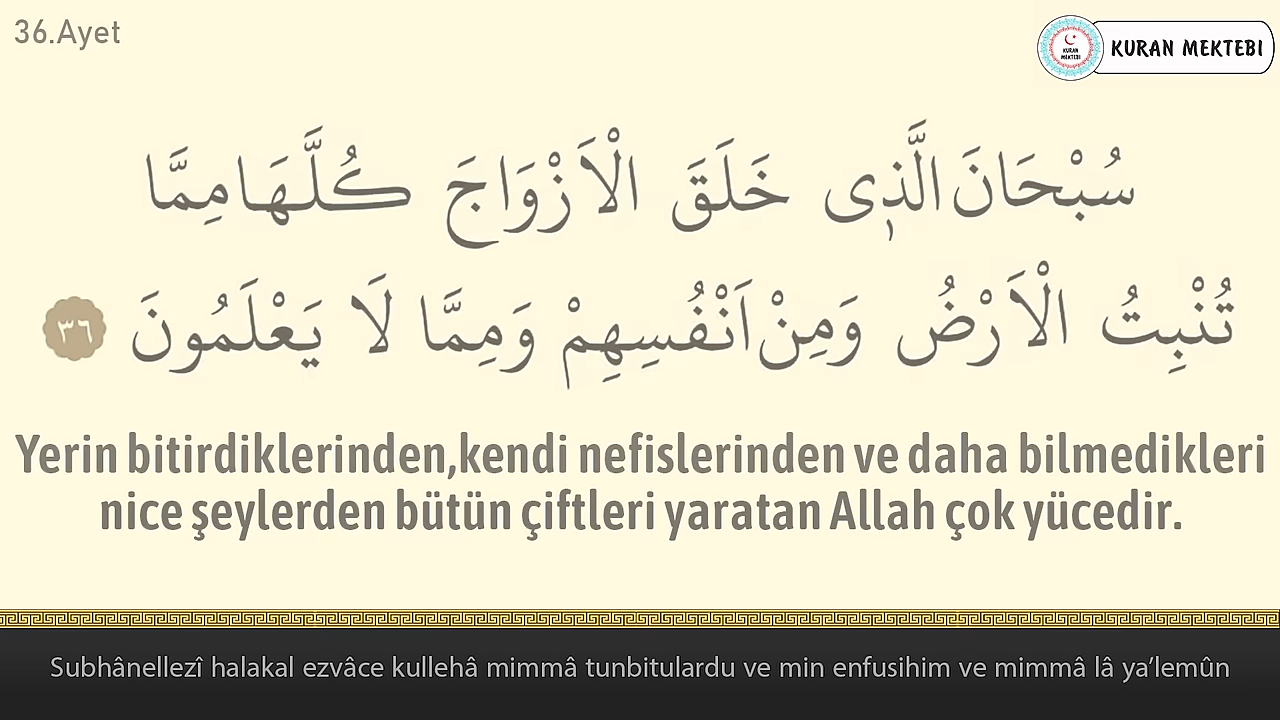 36.Ayet
KURAN MEKTEBI
KURAN
MEKTEBİ
سُبْحَانَ الَّذٖى خَلَقَ الْاَزْوَاجَ كُلَّهَا مِمَّا
تُنْبِتُ الْاَرْضُ وَمِنْ اَنْفُسِهِمْ وَمِمَّا لَا يَعْلَمُونَ ٣٦
Yerin bitirdiklerinden,kendi nefislerinden ve daha bilmedikleri
nice şeylerden bütün çiftleri yaratan Allah çok yücedir.
Subhânellezî halakal ezvâce kullehâ mimmâ tunbitulardu ve min enfusihim ve mimmâ lâ ya’lemûn